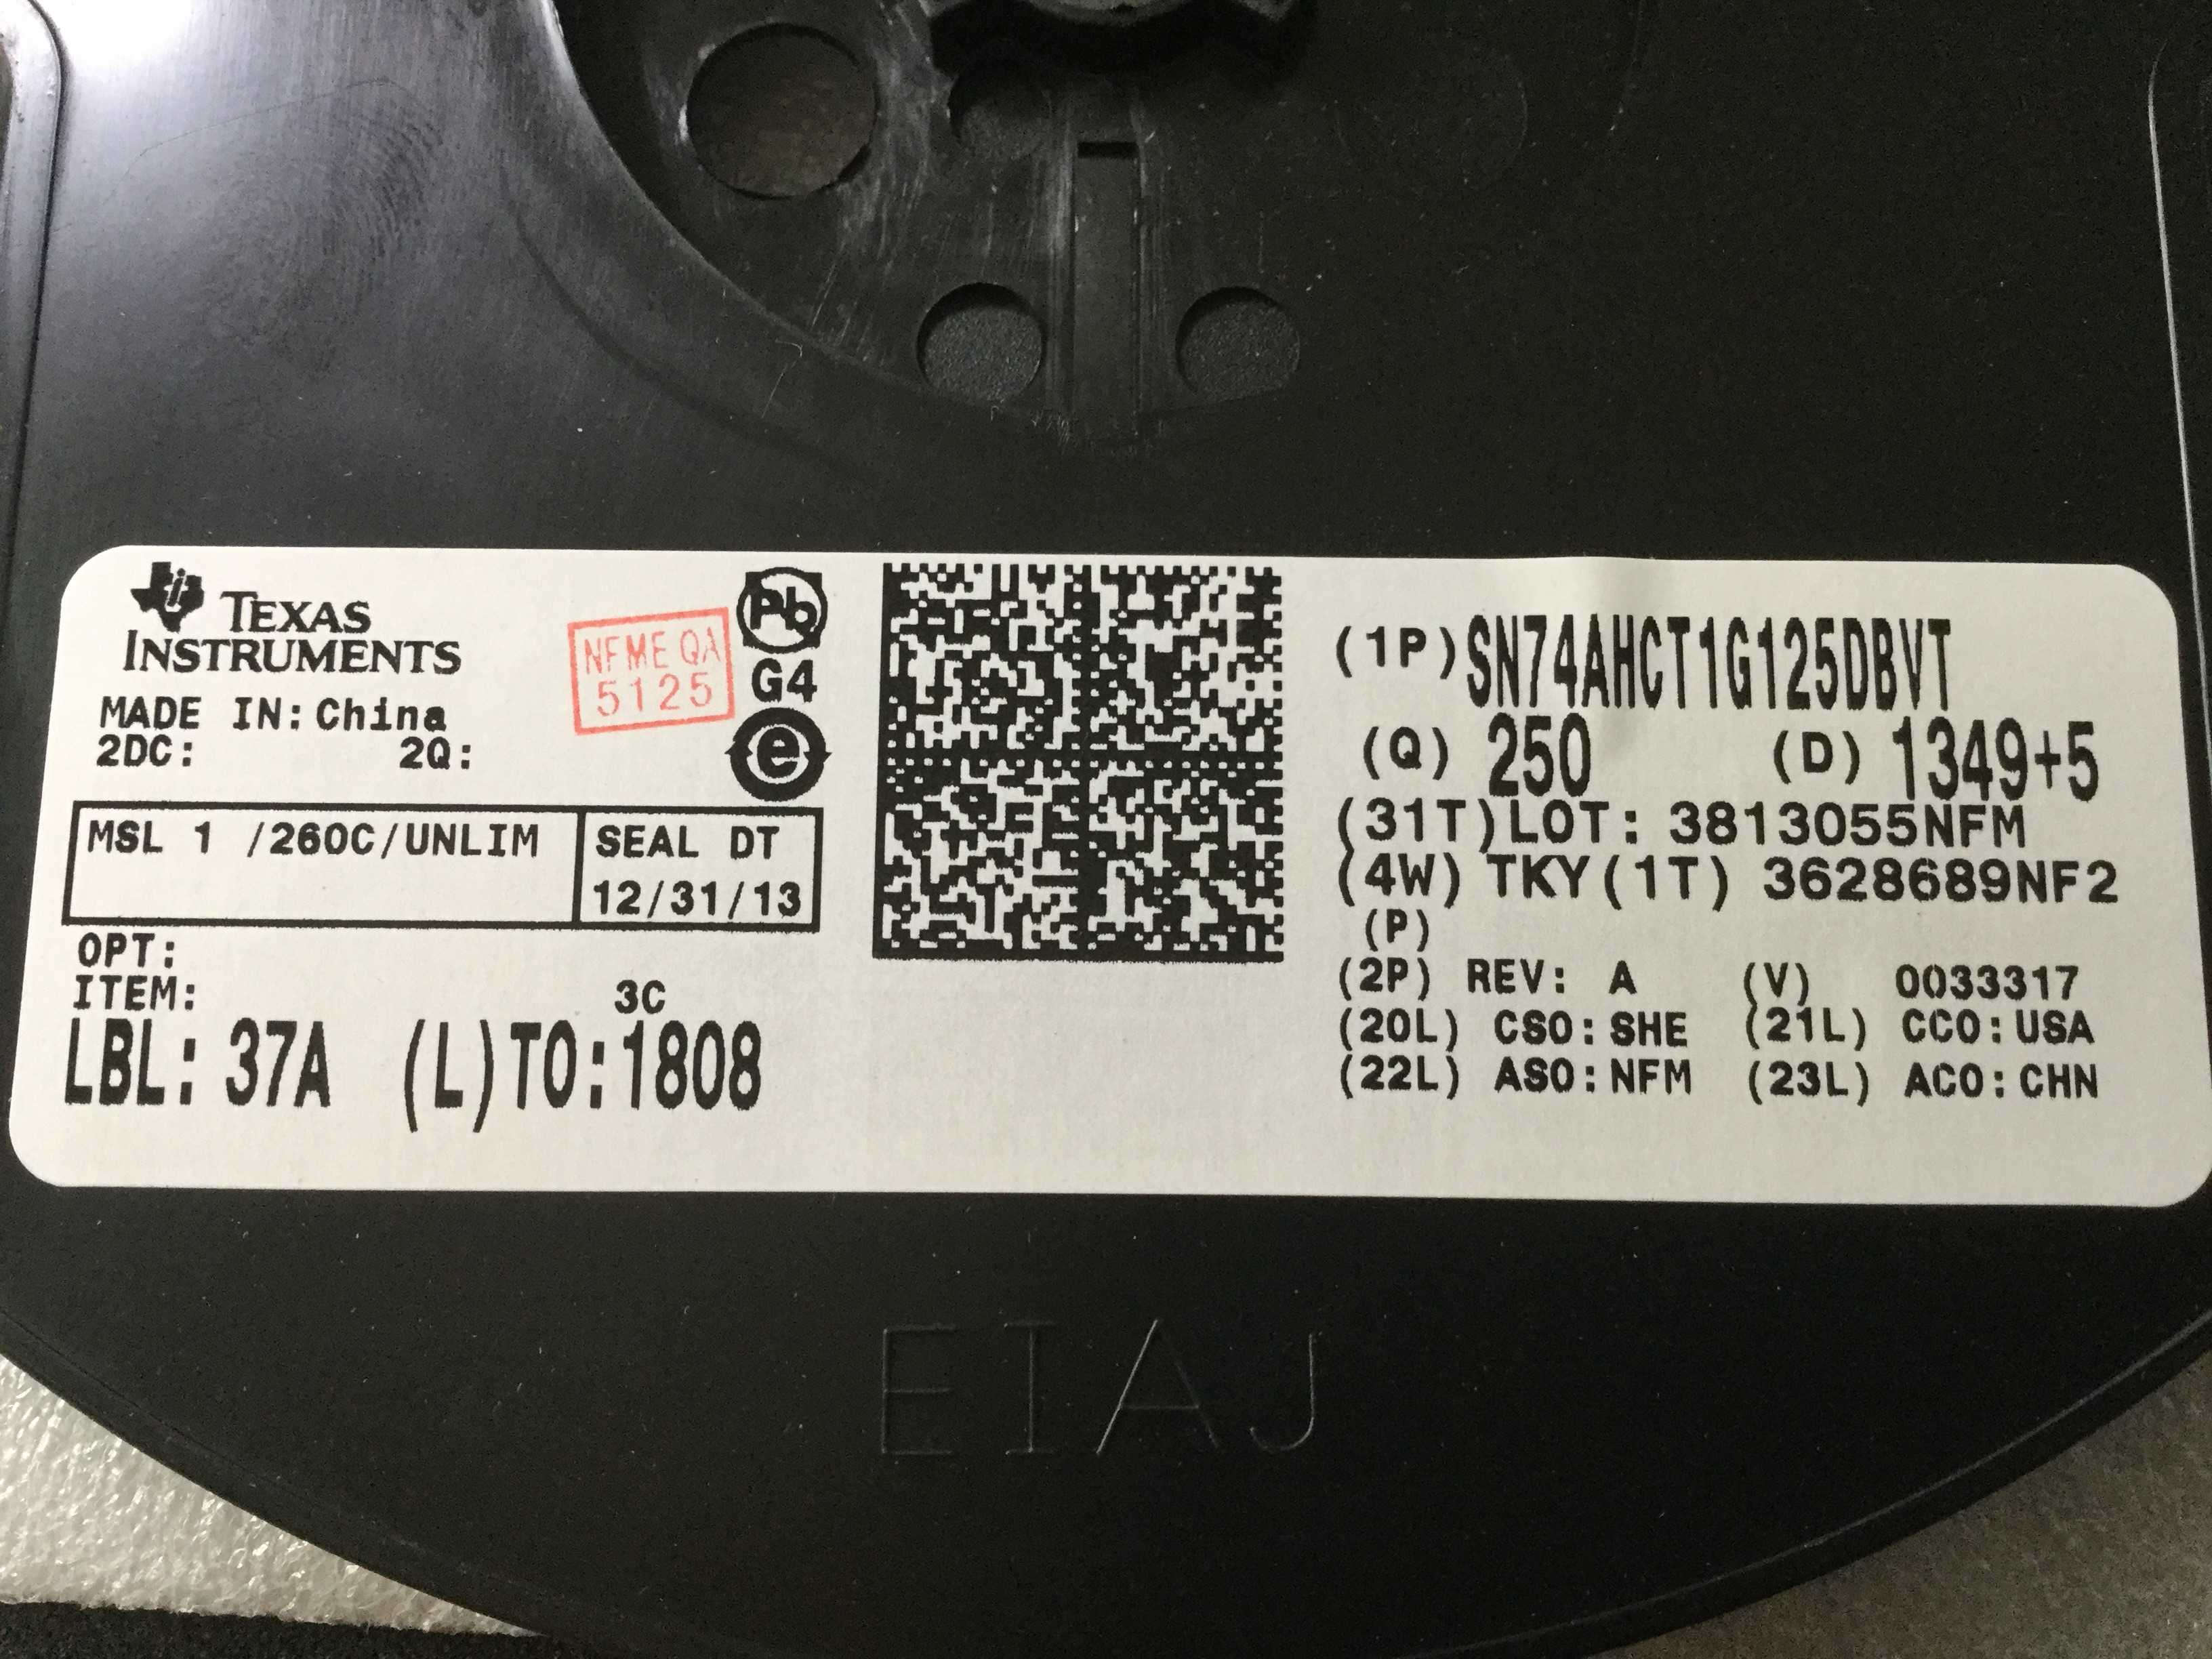 TEXAS
INSTRUMENTS
MADE IN: China
2DC: 2Q:
NFME QA
5125
Pb
G4
e
MSL 1 /260C/UNLIM
SEAL DT
12/31/13
OPT:
ITEM:
3C
LBL: 37A (L)TO:1808
(1P)SN74AHCT1G125DBVT
(Q) 250 (D) 1349+5
(31T)LOT: 3813055NFM
(4W) TKY(1T) 3628689NF2
(P)
(2P) REV: A (V) 0033317
(20L) CSO:SHE (21L) CCO:USA
(22L) ASO:NFM (23L) ACO:CHN
EIAJ